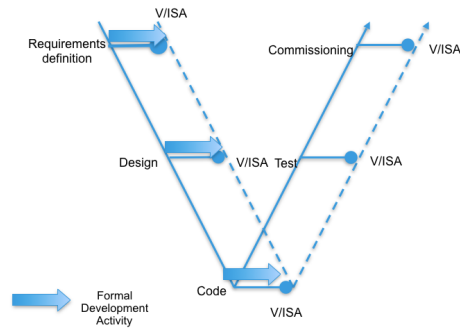 V/ISA
Requirements
definition
Commissioning
V/ISA
Design
V/ISA
Test
V/ISA
Code
V/ISA
Formal
Development
Activity